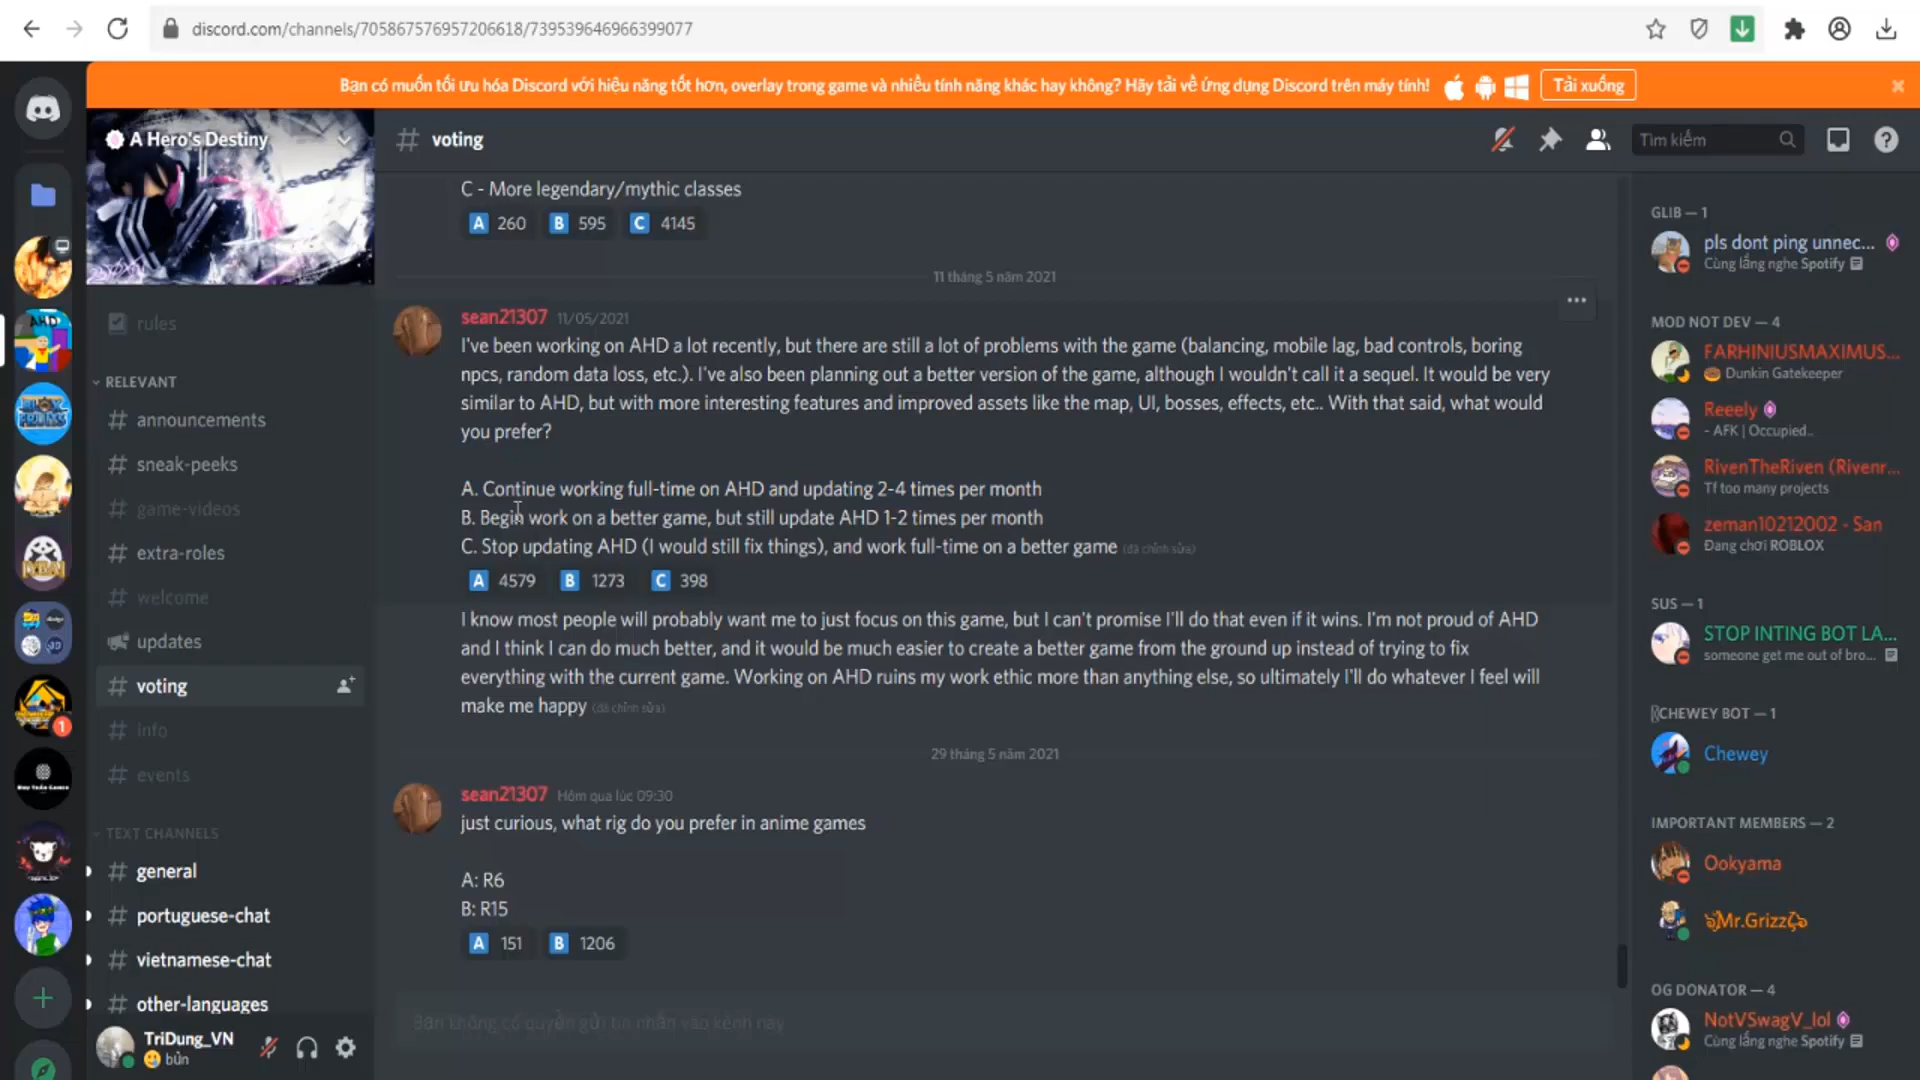 discord.com/channels/705867576957206618/739539646966399077
Bạn có muốn tối ưu hóa Discord với hiệu năng tốt hơn, overlay trong game và nhiều tính năng khác hay không? Hãy tải về ứng dụng Discord trên máy tính!
Tải xuống
A Hero's Destiny
rules
RELEVANT
announcements
sneak-peeks
game-videos
extra-roles
welcome
updates
voting
info
events
TEXT CHANNELS
general
portuguese-chat
vietnamese-chat
other-languages
TriDung_VN
bủn
1
voting
Tìm kiếm
C - More legendary/mythic classes
A 260 B 595 C 4145
11 tháng 5 năm 2021
sean21307 11/05/2021
I've been working on AHD a lot recently, but there are still a lot of problems with the game (balancing, mobile lag, bad controls, boring
npcs, random data loss, etc.). I've also been planning out a better version of the game, although I wouldn't call it a sequel. It would be very
similar to AHD, but with more interesting features and improved assets like the map, UI, bosses, effects, etc.. With that said, what would
you prefer?
A. Continue working full-time on AHD and updating 2-4 times per month
B. Begin work on a better game, but still update AHD 1-2 times per month
C. Stop updating AHD (I would still fix things), and work full-time on a better game (đã chỉnh sửa)
A 4579 B 1273 C 398
I know most people will probably want me to just focus on this game, but I can't promise I'll do that even if it wins. I'm not proud of AHD
and I think I can do much better, and it would be much easier to create a better game from the ground up instead of trying to fix
everything with the current game. Working on AHD ruins my work ethic more than anything else, so ultimately I'll do whatever I feel will
make me happy (đã chỉnh sửa)
29 tháng 5 năm 2021
sean21307 Hôm qua lúc 09:30
just curious, what rig do you prefer in anime games
A: R6
B: R15
A 151 B 1206
Bạn không có quyền gửi tin nhắn vào kênh này
GLIB — 1
pls dont ping unnec...
Cùng lắng nghe Spotify
MOD NOT DEV — 4
FARHINIUSMAXIMUS...
Dunkin Gatekeeper
Reeely
- AFK | Occupied..
RivenTheRiven (Rivenr...
Tf too many projects
zeman10212002 - San
Đang chơi ROBLOX
SUS — 1
STOP INTING BOT LA...
someone get me out of bro...
CHEWEY BOT — 1
Chewey
IMPORTANT MEMBERS — 2
Ookyama
Mr.Grizz
OG DONATOR — 4
NotVSwagV_lol
Cùng lắng nghe Spotify